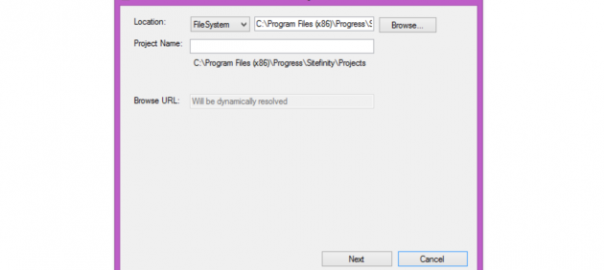 Location: FileSystem C:\Program Files (x86)\Progress\S Browse...
Project Name:
C:\Program Files (x86)\Progress\Sitefinity\Projects
Browse URL: Will be dynamically resolved
Next Cancel